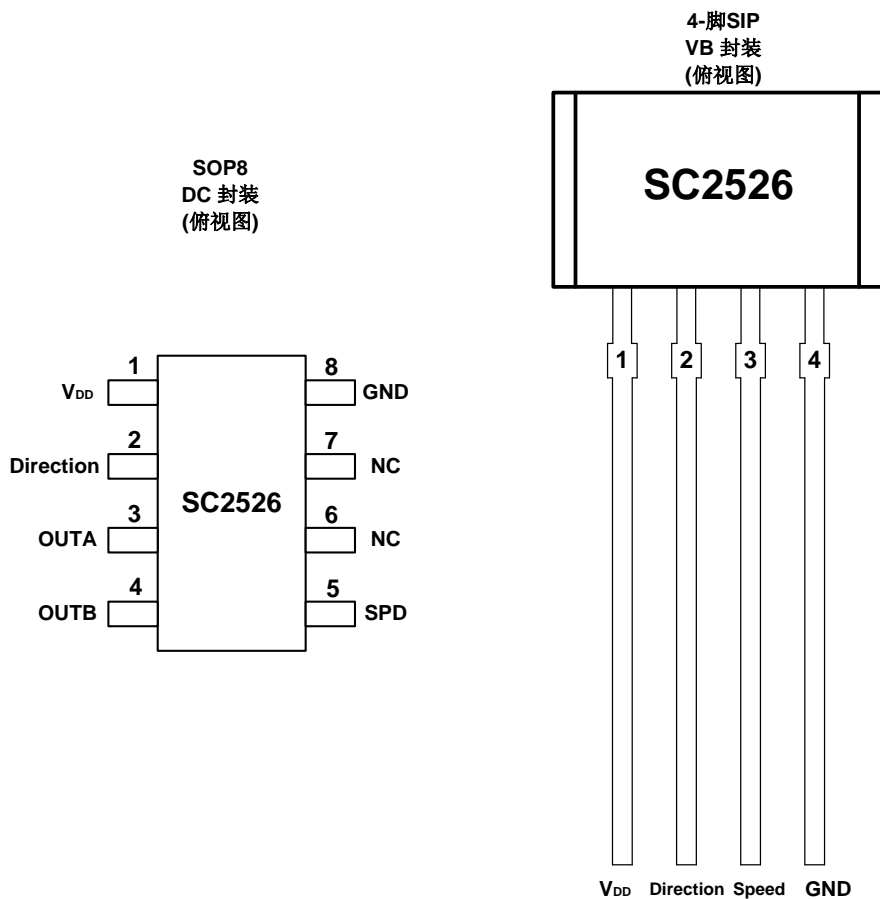 4-脚SIP
VB 封装
(俯视图)
SC2526
1
2
3
4
VDD
Direction
Speed
GND
SOP8
DC 封装
(俯视图)
1
8
VDD
GND
2
7
Direction
NC
SC2526
3
6
OUTA
NC
4
5
OUTB
SPD